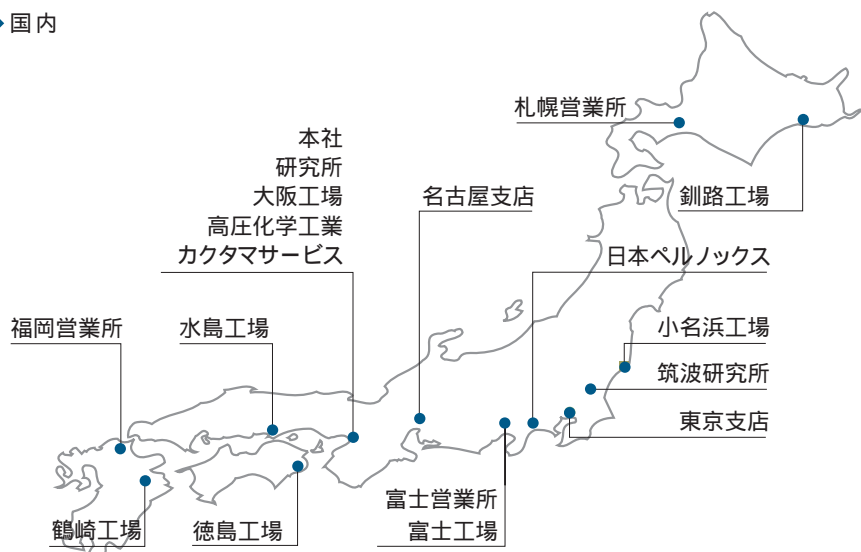 国内
札幌営業所
本社
研究所
大阪工場
高圧化学工業
カクタマサービス
名古屋支店
釧路工場
日本ペルノックス
福岡営業所
水島工場
小名浜工場
筑波研究所
東京支店
富士営業所
富士工場
鶴崎工場
徳島工場